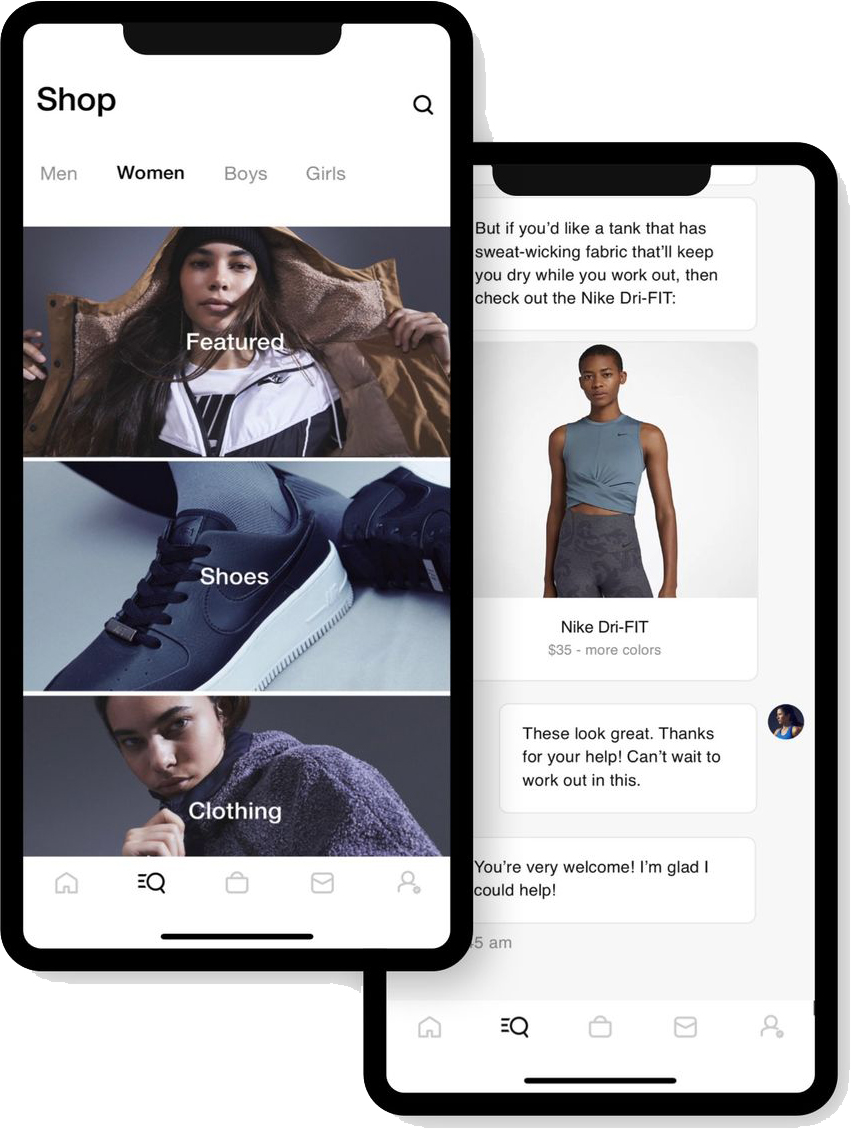 Shop
Men Women Boys Girls
Featured
Shoes
Clothing
But if you’d like a tank that has
sweat-wicking fabric that’ll keep
you dry while you work out, then
check out the Nike Dri-FIT:
Nike Dri-FIT
$35 - more colors
These look great. Thanks
for your help! Can’t wait to
work out in this.
You’re very welcome! I’m glad I
could help!
am